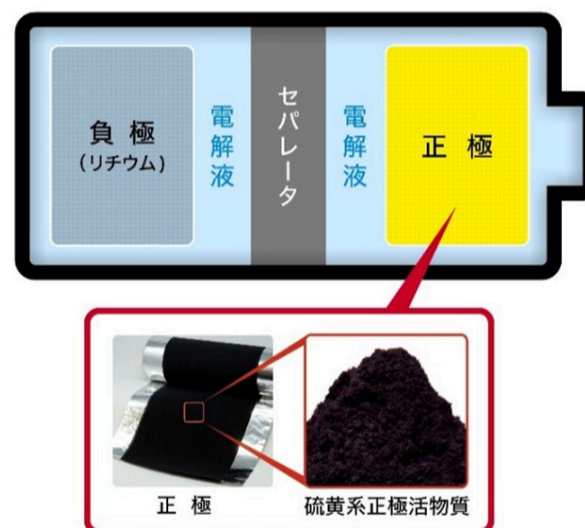 負極
(リチウム)
電解液
セパレータ
電解液
正極
正極
硫黄系正極活物質